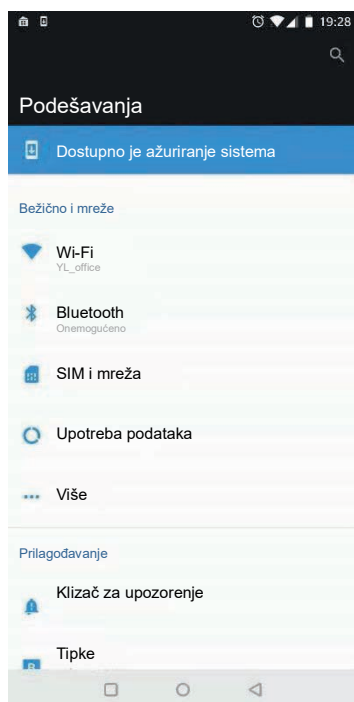 19:28
Podešavanja
Dostupno je ažuriranje sistema
Bežično i mreže
Wi-Fi
YL_office
Bluetooth
Onemogućeno
SIM i mreža
Upotreba podataka
Više
Prilagođavanje
Klizač za upozorenje
Tipke